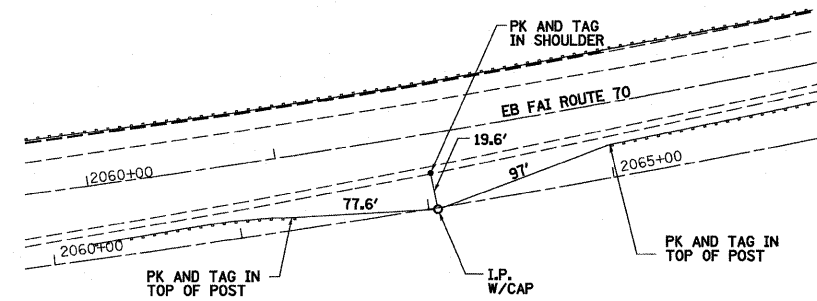 PK AND TAG
IN SHOULDER
EB FAI ROUTE 70
19.6'
2060+00
97'
2065+00
77.6'
2060+00
PK AND TAG IN
TOP OF POST
PK AND TAG IN
TOP OF POST
I.P.
W/CAP